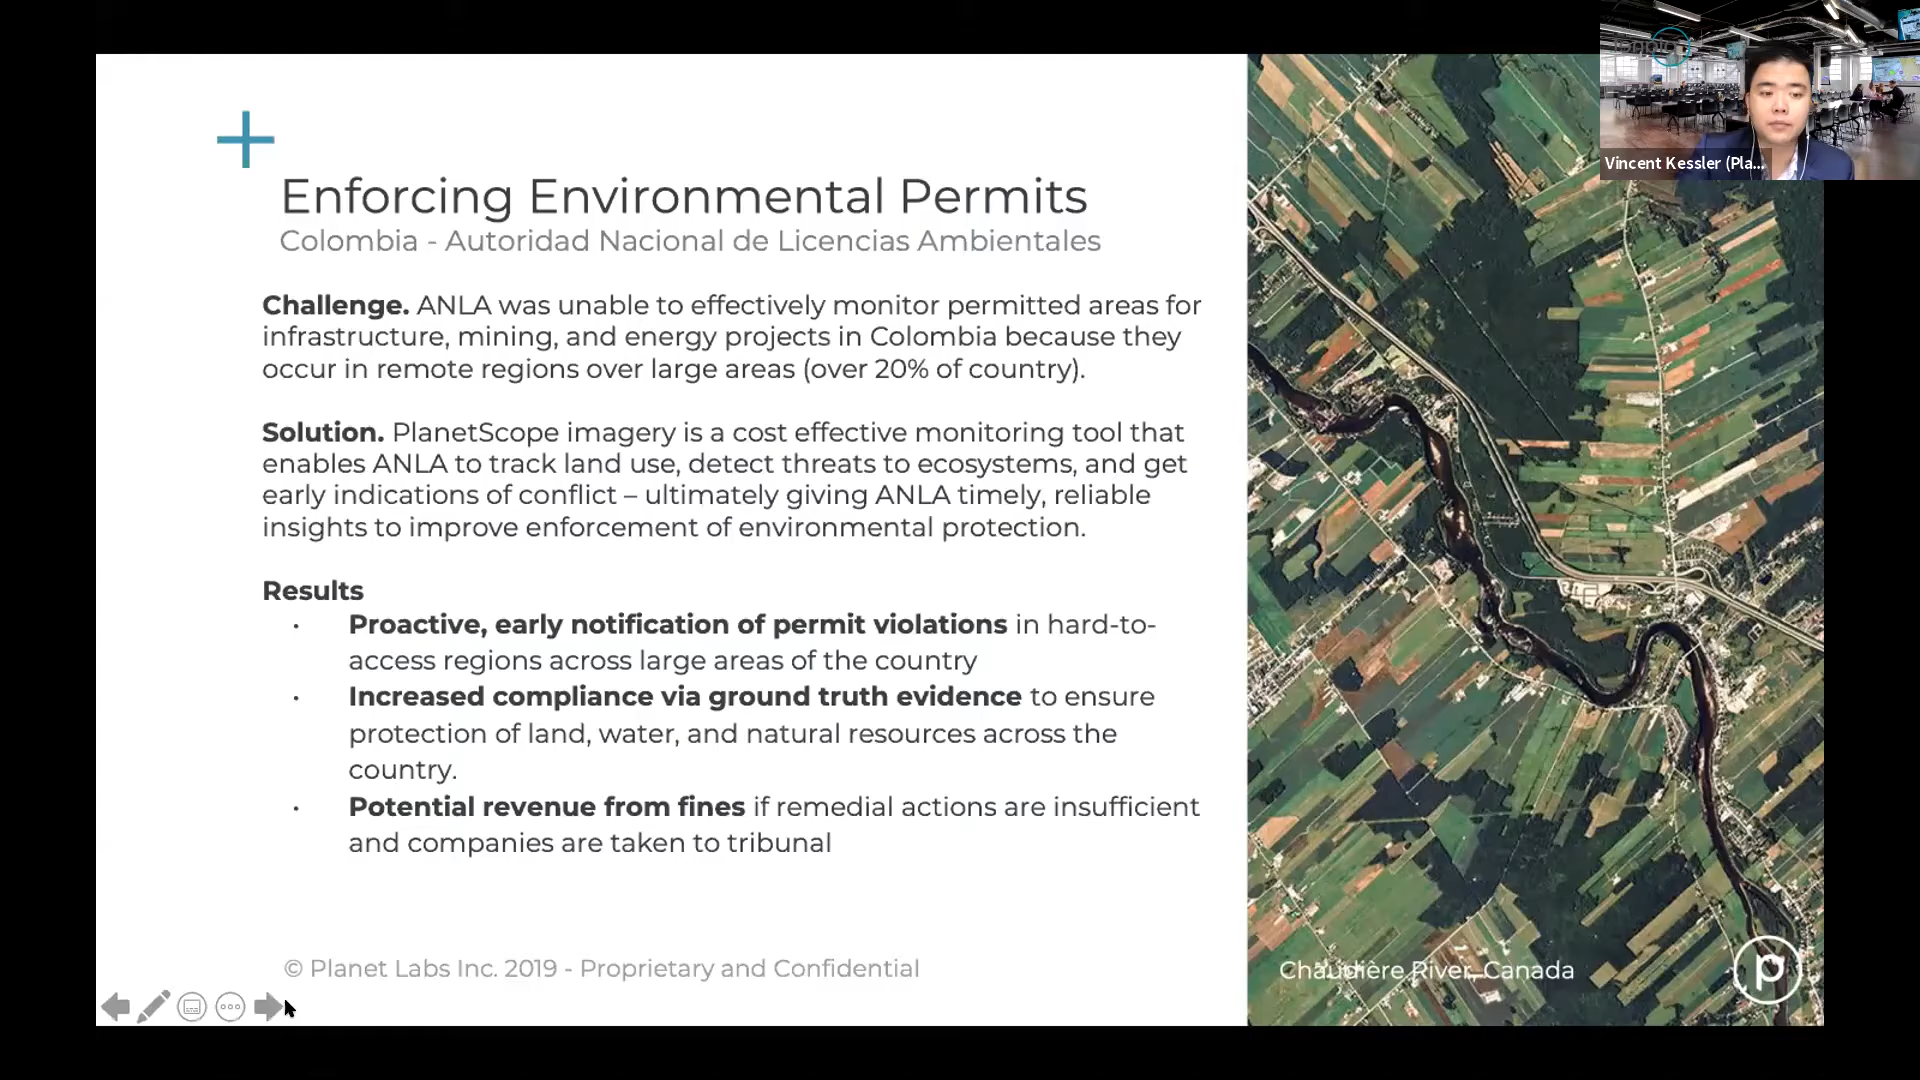 Vincent Kessler (Pla...
Enforcing Environmental Permits
Colombia - Autoridad Nacional de Licencias Ambientales
Challenge. ANLA was unable to effectively monitor permitted areas for
infrastructure, mining, and energy projects in Colombia because they
occur in remote regions over large areas (over 20% of country).
Solution. PlanetScope imagery is a cost effective monitoring tool that
enables ANLA to track land use, detect threats to ecosystems, and get
early indications of conflict – ultimately giving ANLA timely, reliable
insights to improve enforcement of environmental protection.
Results
· Proactive, early notification of permit violations in hard-to-
access regions across large areas of the country
· Increased compliance via ground truth evidence to ensure
protection of land, water, and natural resources across the
country.
· Potential revenue from fines if remedial actions are insufficient
and companies are taken to tribunal
© Planet Labs Inc. 2019 - Proprietary and Confidential
Chaudière River, Canada
p